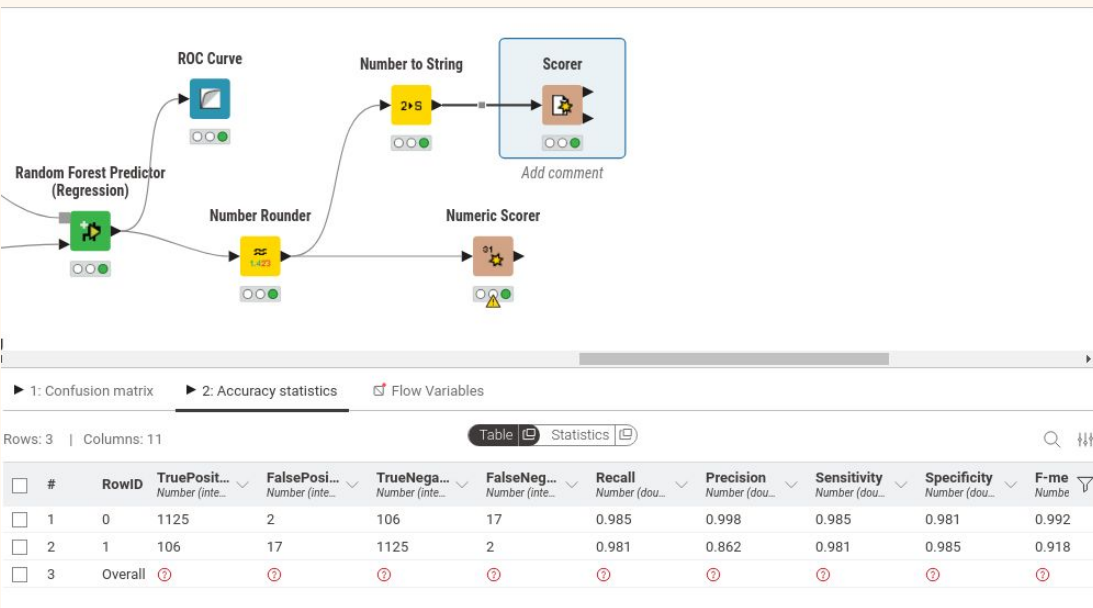 ROC Curve
Number to String
Scorer
2▸S
Add comment
Random Forest Predictor
(Regression)
Number Rounder
Numeric Scorer
1.423
01
1: Confusion matrix
2: Accuracy statistics
Flow Variables
Rows: 3 | Columns: 11
Table
Statistics
# RowID TruePosit... FalsePosi... TrueNega... FalseNeg... Recall Precision Sensitivity Specificity F-me
Number (inte... Number (inte... Number (inte... Number (inte... Number (dou... Number (dou... Number (dou... Number (dou... Numbe
1 0 1125 2 106 17 0.985 0.998 0.985 0.981 0.992
2 1 106 17 1125 2 0.981 0.862 0.981 0.985 0.918
3 Overall ? ? ? ? ? ? ? ? ?